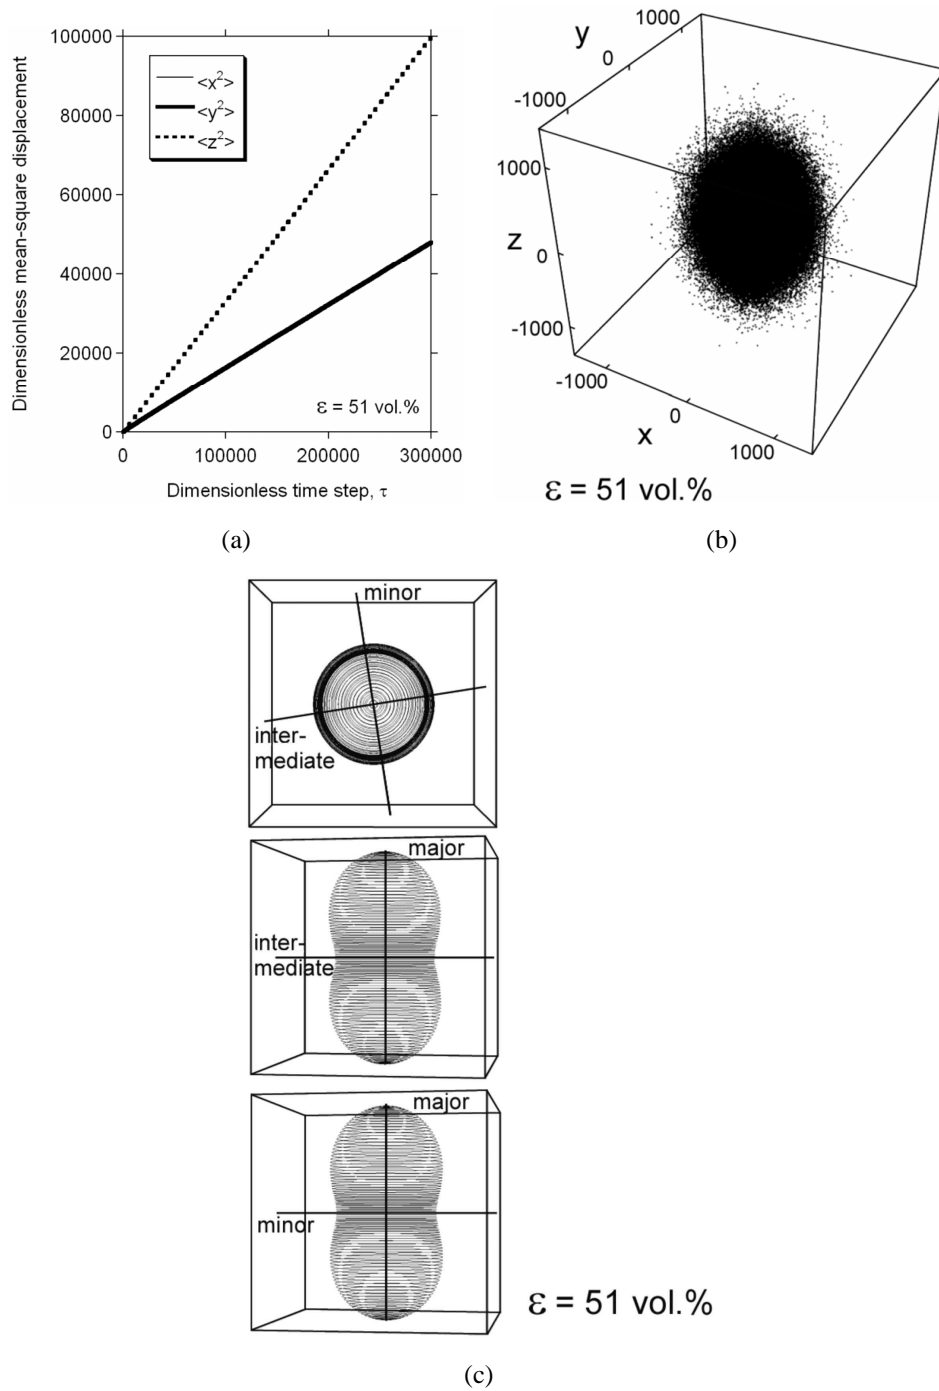 100000
80000
60000
40000
20000
0
Dimensionless mean-square displacement
<x²>
<y²>
<z²>
ε = 51 vol.%
0
100000
200000
300000
Dimensionless time step, τ
(a)
y
1000
0
-1000
1000
z
0
-1000
-1000
0
x
1000
ε = 51 vol.%
(b)
minor
inter-
mediate
major
inter-
mediate
major
minor
ε = 51 vol.%
(c)